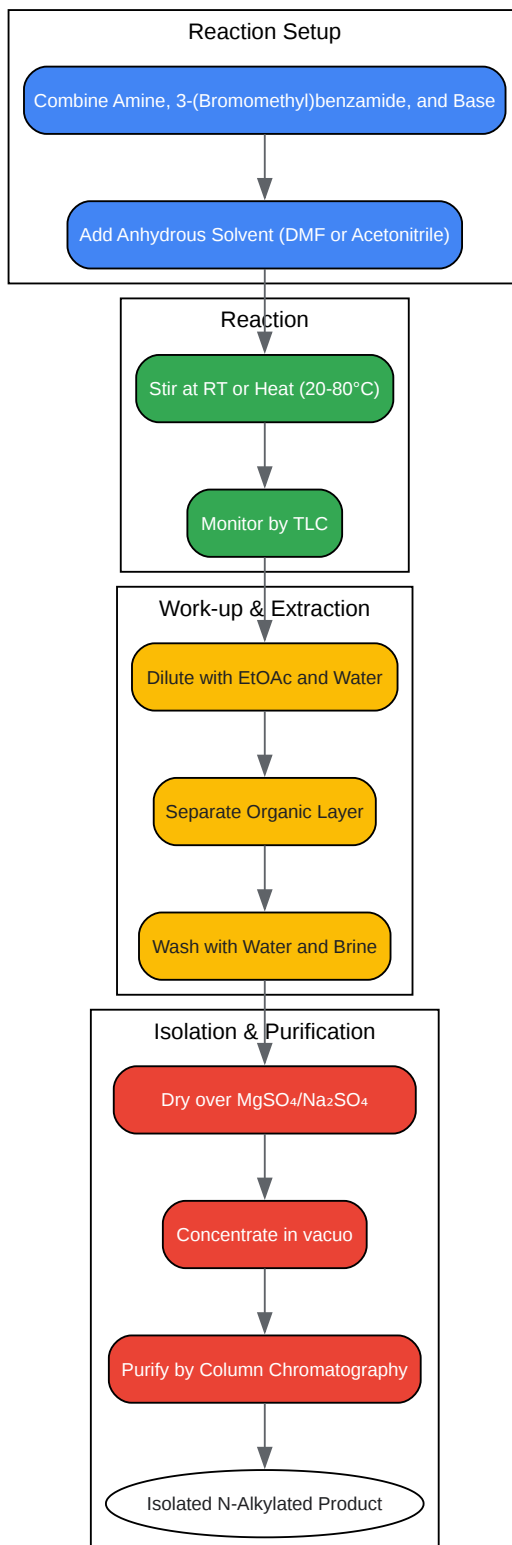 Reaction Setup
Combine Amine, 3-(Bromomethyl)benzamide, and Base
Add Anhydrous Solvent (DMF or Acetonitrile)
Reaction
Stir at RT or Heat (20-80°C)
Monitor by TLC
Work-up & Extraction
Dilute with EtOAc and Water
Separate Organic Layer
Wash with Water and Brine
Isolation & Purification
Dry over MgSO₄/Na₂SO₄
Concentrate in vacuo
Purify by Column Chromatography
Isolated N-Alkylated Product